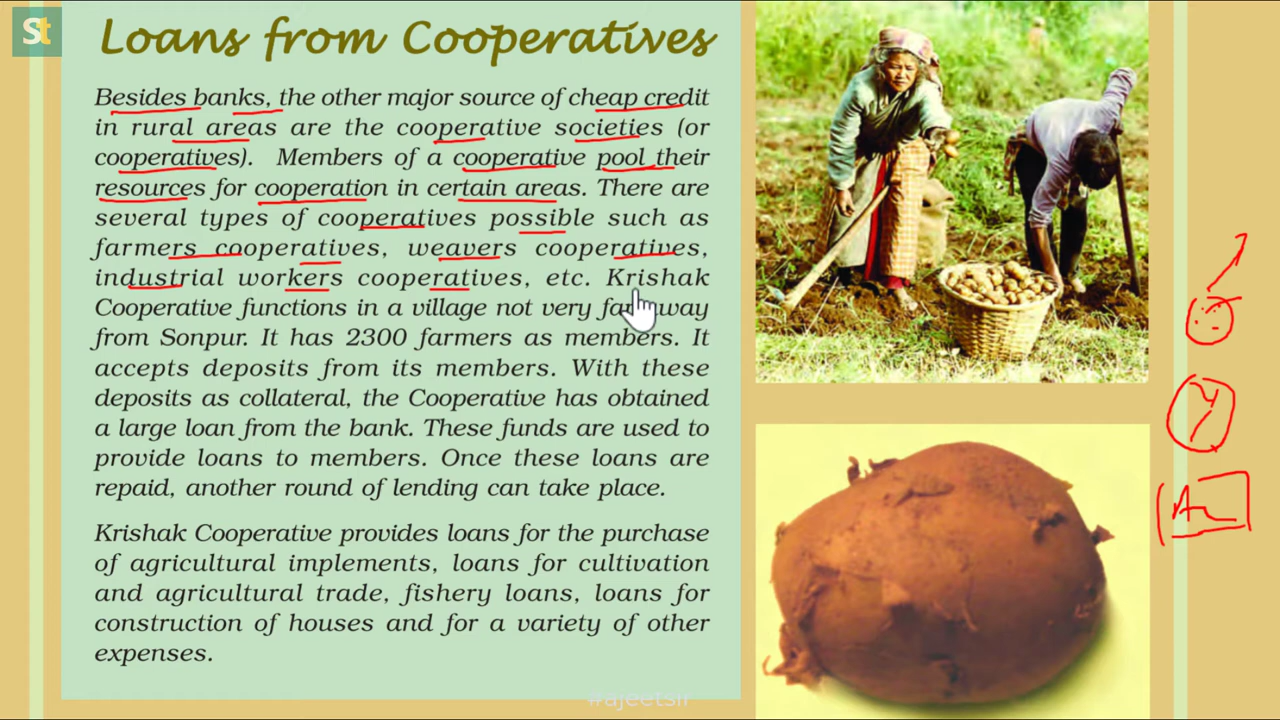 St
Loans from Cooperatives
Besides banks, the other major source of cheap credit
in rural areas are the cooperative societies (or
cooperatives). Members of a cooperative pool their
resources for cooperation in certain areas. There are
several types of cooperatives possible such as
farmers cooperatives, weavers cooperatives,
industrial workers cooperatives, etc. Krishak
Cooperative functions in a village not very far away
from Sonpur. It has 2300 farmers as members. It
accepts deposits from its members. With these
deposits as collateral, the Cooperative has obtained
a large loan from the bank. These funds are used to
provide loans to members. Once these loans are
repaid, another round of lending can take place.
Krishak Cooperative provides loans for the purchase
of agricultural implements, loans for cultivation
and agricultural trade, fishery loans, loans for
construction of houses and for a variety of other
expenses.
#ajeetsir